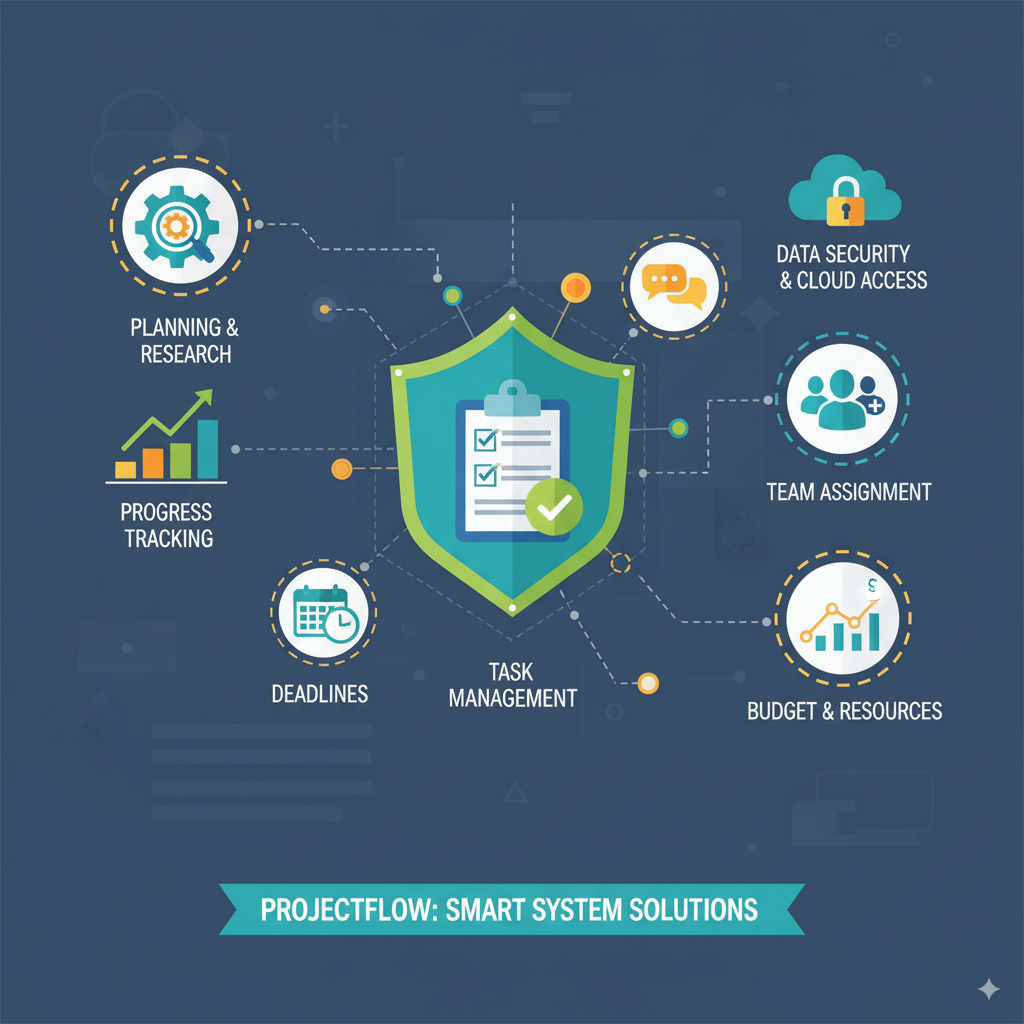 DATA SECURITY
& CLOUD ACCESS
PLANNING &
RESEARCH
TEAM ASSIGNMENT
PROGRESS
TRACKING
TASK
MANAGEMENT
DEADLINES
BUDGET & RESOURCES
PROJECTFLOW: SMART SYSTEM SOLUTIONS